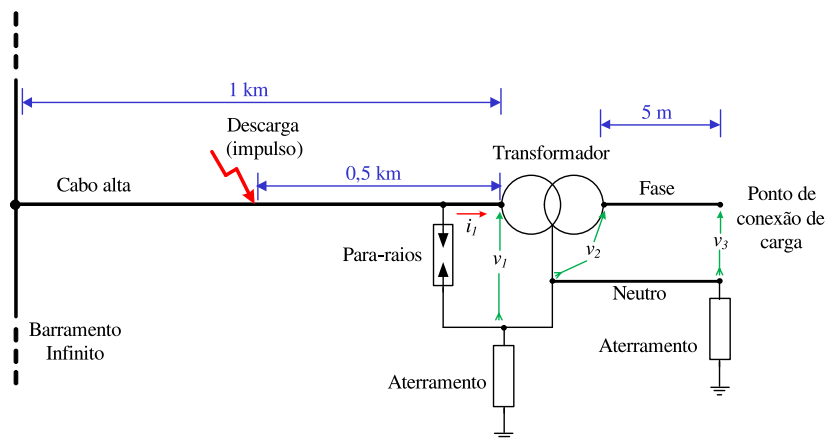 1 km
5 m
Descarga
(impulso)
Transformador
0,5 km
Cabo alta
Fase
Ponto de
conexão de
carga
i1
Para-raios
v1
v2
v3
Neutro
Barramento
Infinito
Aterramento
Aterramento